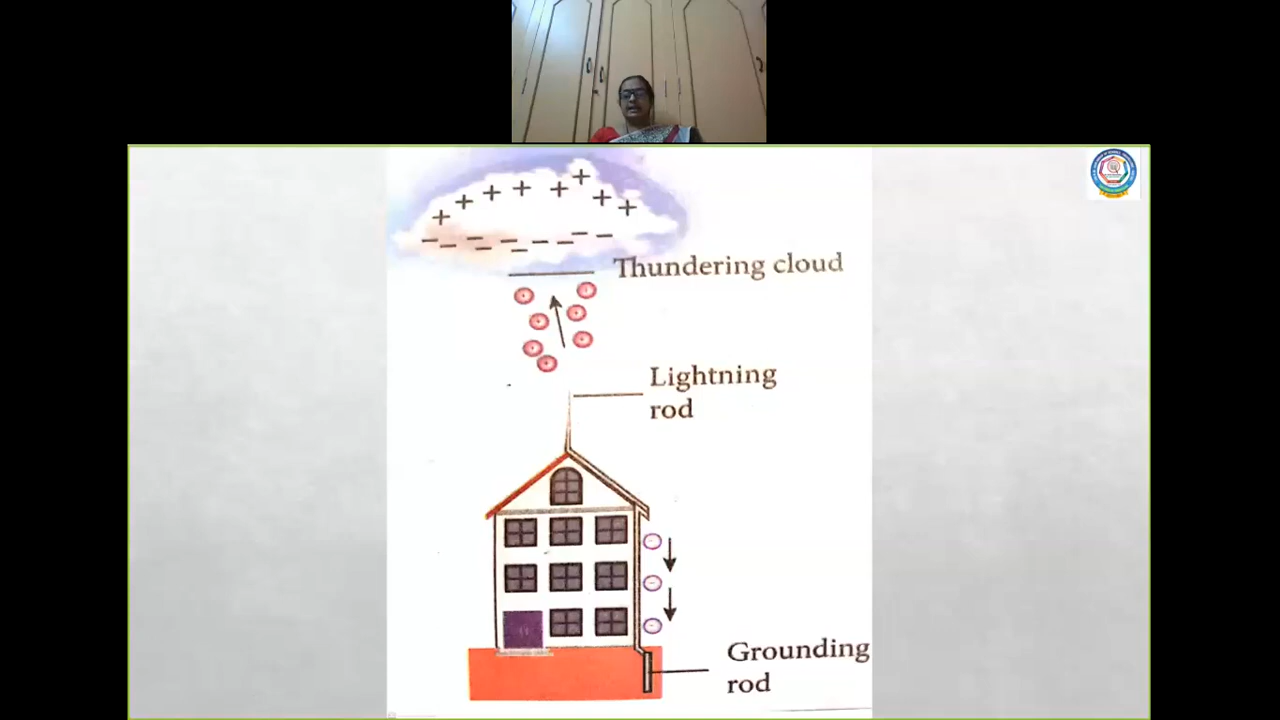 Thundering cloud
Lightning
rod
Grounding
rod